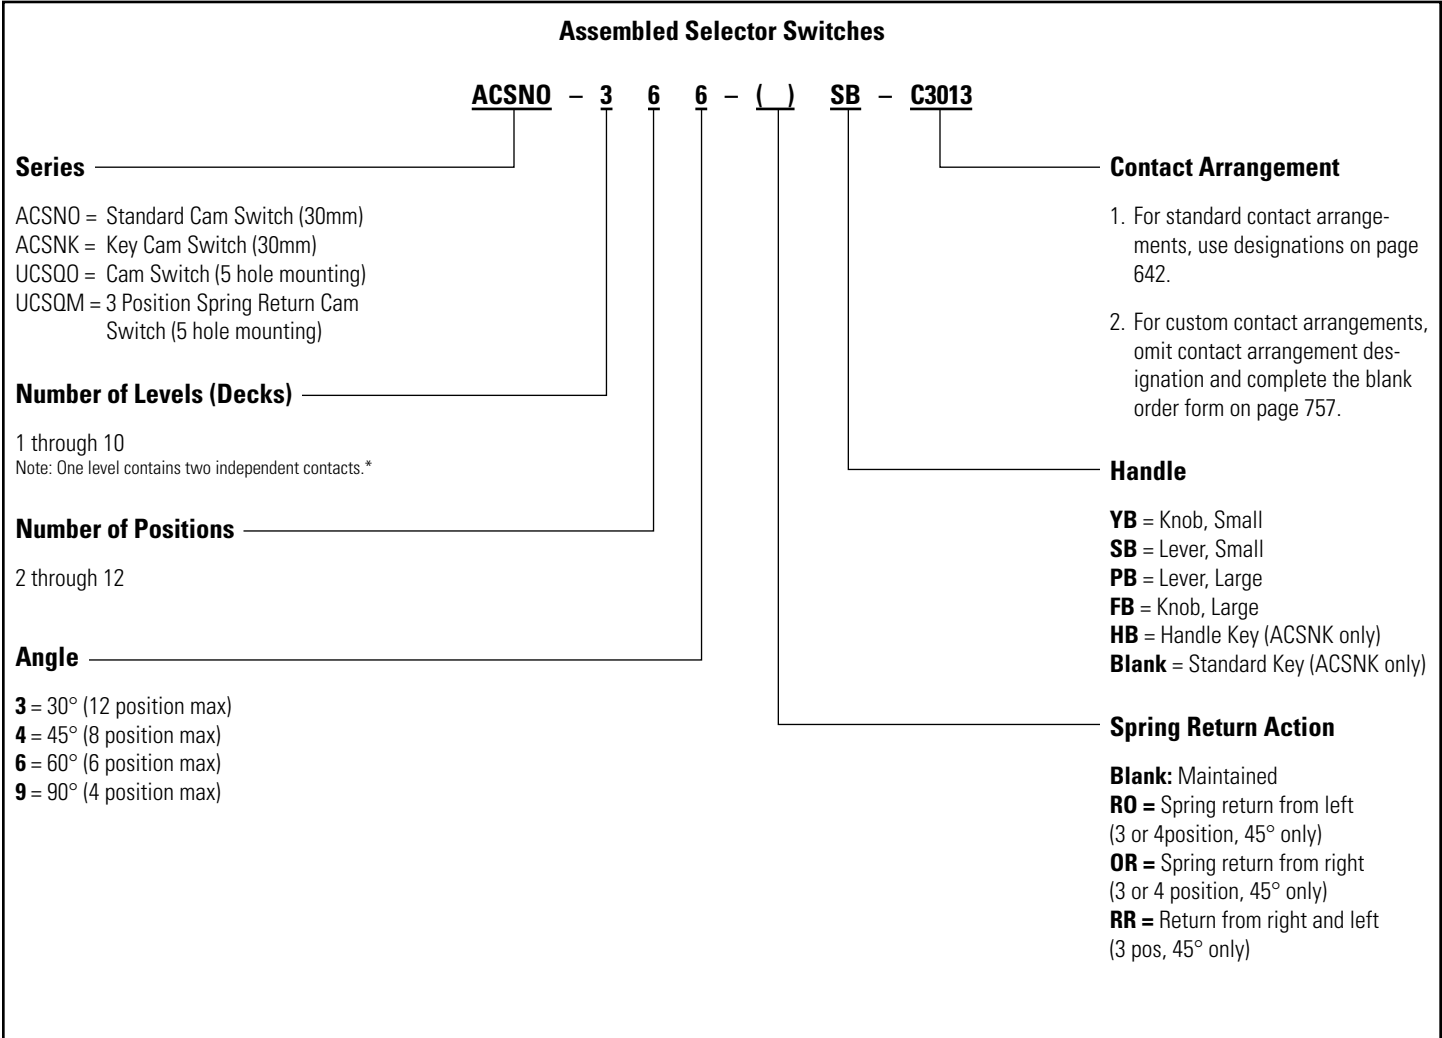 Assembled Selector Switches
ACSNO – 3 6 6 – ( ) SB – C3013
Series
ACSNO = Standard Cam Switch (30mm)
ACSNK = Key Cam Switch (30mm)
UCSQO = Cam Switch (5 hole mounting)
UCSQM = 3 Position Spring Return Cam
Switch (5 hole mounting)
Number of Levels (Decks)
1 through 10
Note: One level contains two independent contacts.*
Number of Positions
2 through 12
Angle
3 = 30° (12 position max)
4 = 45° (8 position max)
6 = 60° (6 position max)
9 = 90° (4 position max)
Contact Arrangement
1. For standard contact arrange-
ments, use designations on page
642.
2. For custom contact arrangements,
omit contact arrangement des-
ignation and complete the blank
order form on page 757.
Handle
YB = Knob, Small
SB = Lever, Small
PB = Lever, Large
FB = Knob, Large
HB = Handle Key (ACSNK only)
Blank = Standard Key (ACSNK only)
Spring Return Action
Blank: Maintained
RO = Spring return from left
(3 or 4position, 45° only)
OR = Spring return from right
(3 or 4 position, 45° only)
RR = Return from right and left
(3 pos, 45° only)